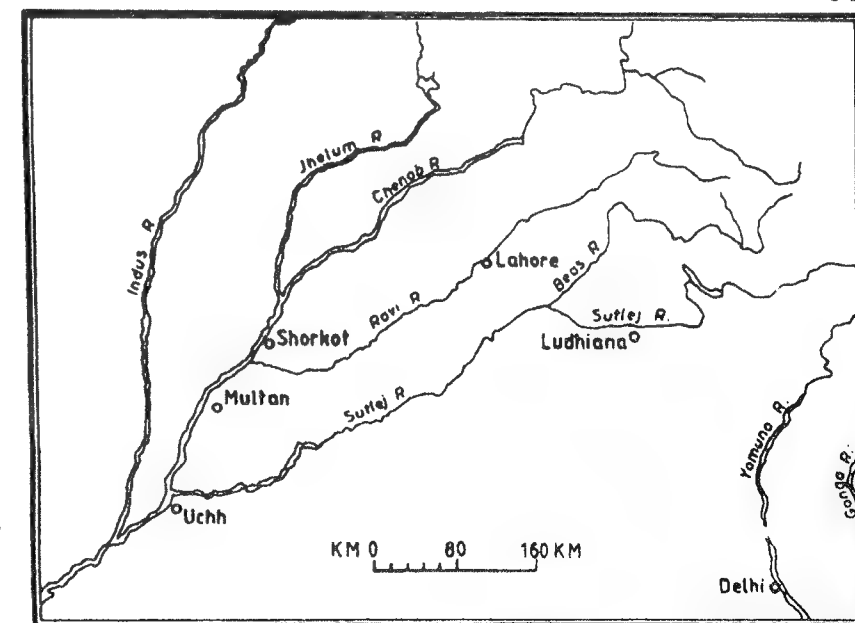 Jhelum R
Chenab R
Indus R
Lahore
Beas R
Ravi R
Sutlej R.
Shorkot
Ludhiana
Multan
Sutlej R
Yamuna R.
Ganga R.
Uchh
KM 0 80 160 KM
Delhi